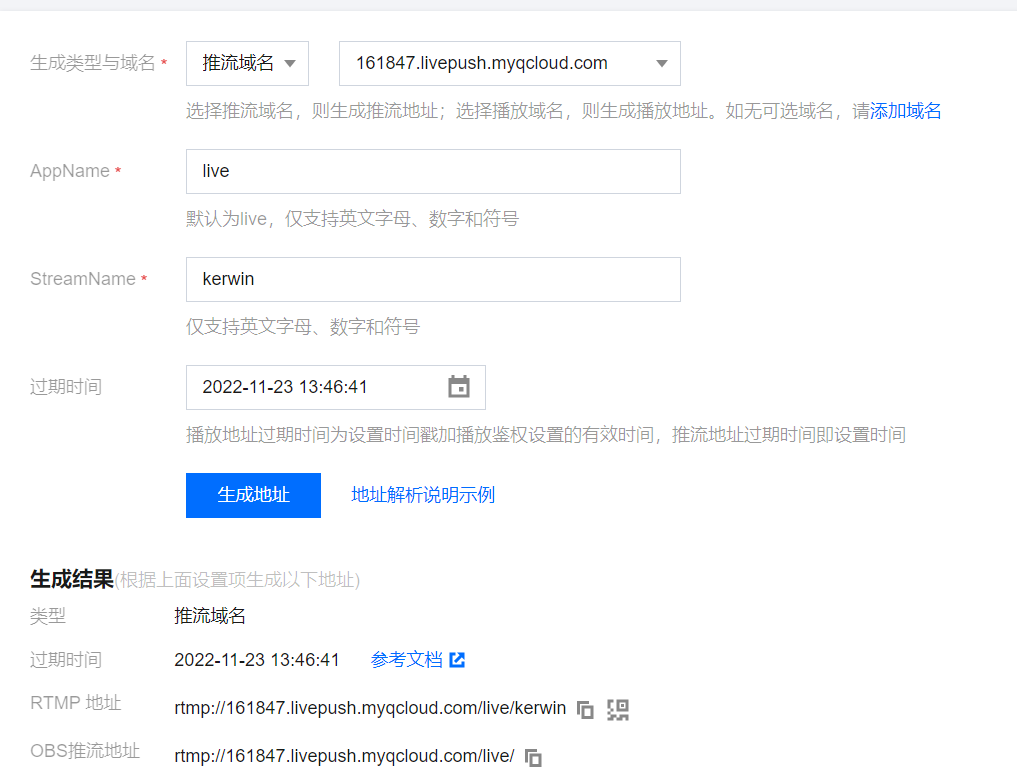 生成类型与域名 * 推流域名 161847.livepush.myqcloud.com
选择推流域名，则生成推流地址；选择播放域名，则生成播放地址。如无可选域名，请添加域名
AppName * live
默认为live，仅支持英文字母、数字和符号
StreamName * kerwin
仅支持英文字母、数字和符号
过期时间 2022-11-23 13:46:41
播放地址过期时间为设置时间戳加播放鉴权设置的有效时间，推流地址过期时间即设置时间
生成地址 地址解析说明示例
生成结果(根据上面设置项生成以下地址)
类型 推流域名
过期时间 2022-11-23 13:46:41 参考文档
RTMP 地址 rtmp://161847.livepush.myqcloud.com/live/kerwin
OBS推流地址 rtmp://161847.livepush.myqcloud.com/live/